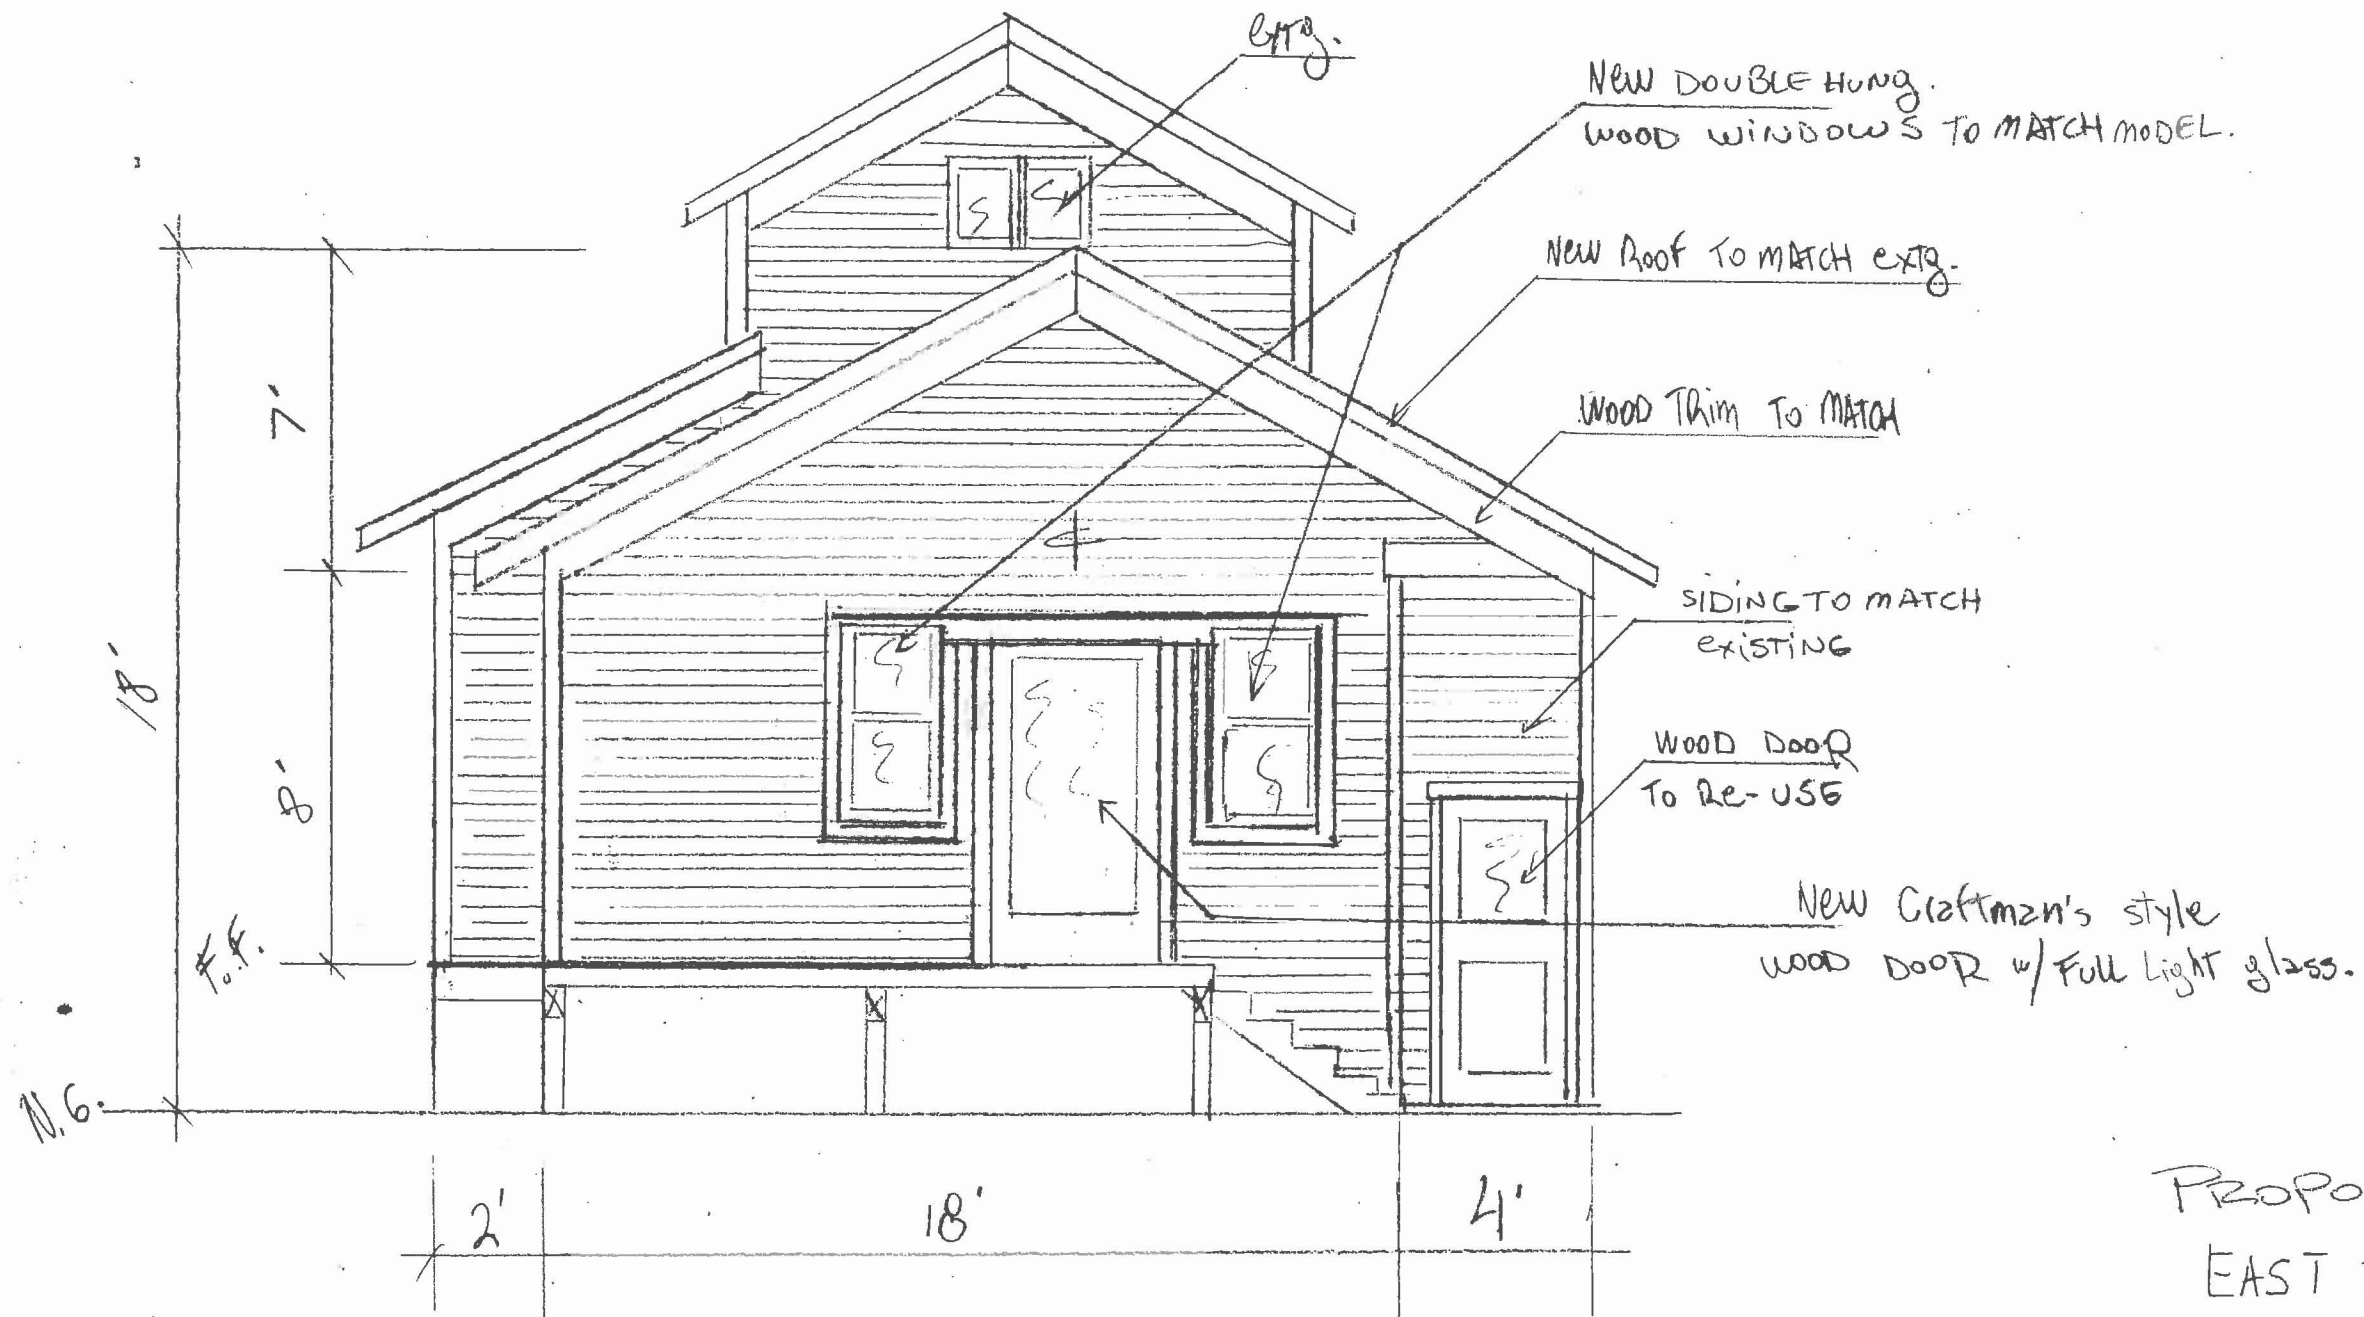 extg.
New DOUBLE HUNG.
WOOD WINDOWS TO MATCH MODEL.
New Roof To MATCH extg.
WOOD TRim To MATCH
SIDING TO MATCH
existing
WOOD DOOR
To Re-USE
New Craftman's style
WOOD DOOR w/ Full Light glass.
7'
18'
8'
F.F.
N.G.
2'
18'
4'
PROPO
EAST